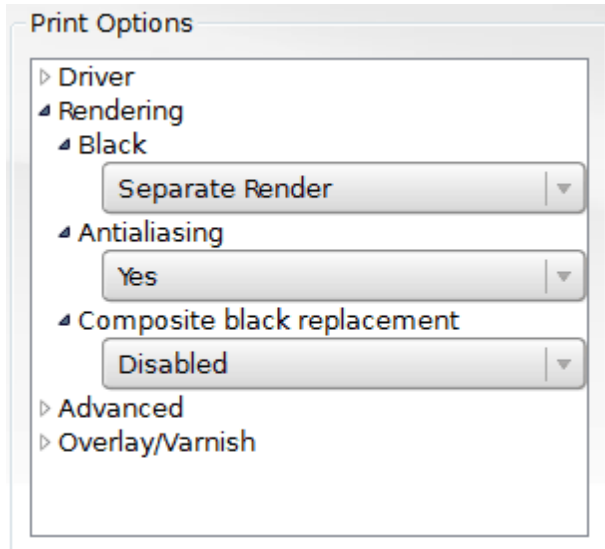 Print Options
Driver
Rendering
Black
Separate Render
Antialiasing
Yes
Composite black replacement
Disabled
Advanced
Overlay/Varnish